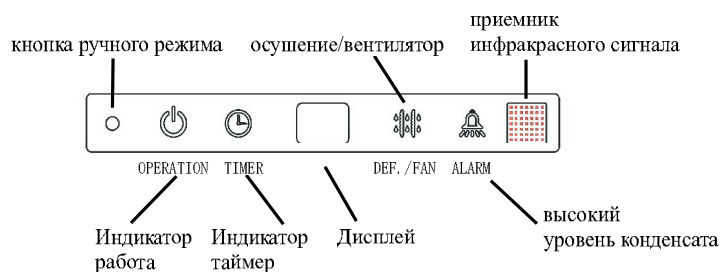 приемник
кнопка ручного режима осушение/вентилятор инфракрасного сигнала
OPERATION TIMER DEF./FAN ALARM
высокий
Индикатор Индикатор Дисплей уровень конденсата
работа таймер